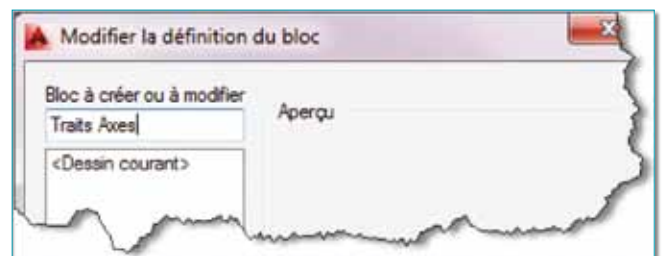 Modifier la définition du bloc
Bloc à créer ou à modifier
Aperçu
Traits Axes
<Dessin courant>